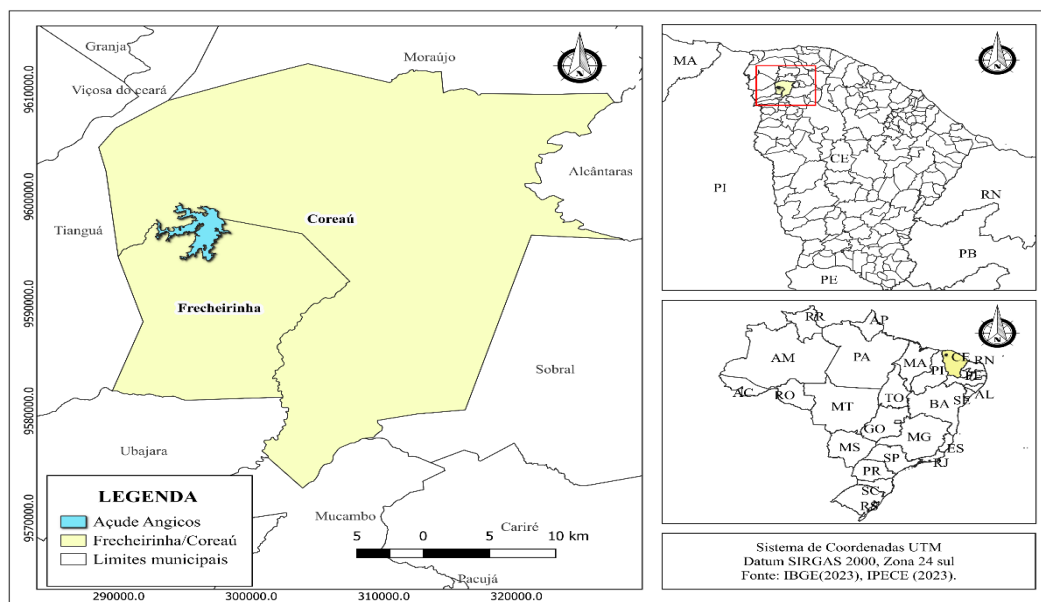 Granja
Moraújo
Viçosa do ceará
Alcântaras
Coreaú
Tianguá
Frecheirinha
Sobral
Ubajara
Mucambo
Cariré
Pacujá
N
9610000.0
9600000.0
9590000.0
9580000.0
9570000.0
290000.0
300000.0
310000.0
320000.0
LEGENDA
Açude Angicos
Frecheirinha/Coreaú
Limites municipais
5 0 5 10 km
MA
CE
PI
RN
PB
PE
N
RR
AP
AM
PA
MA
CE
RN
PI
PE
AC
RO
TO
AL
SE
MT
BA
GO
MG
MS
ES
SP
RJ
PR
SC
RS
N
Sistema de Coordenadas UTM
Datum SIRGAS 2000, Zona 24 sul
Fonte: IBGE(2023), IPECE (2023).